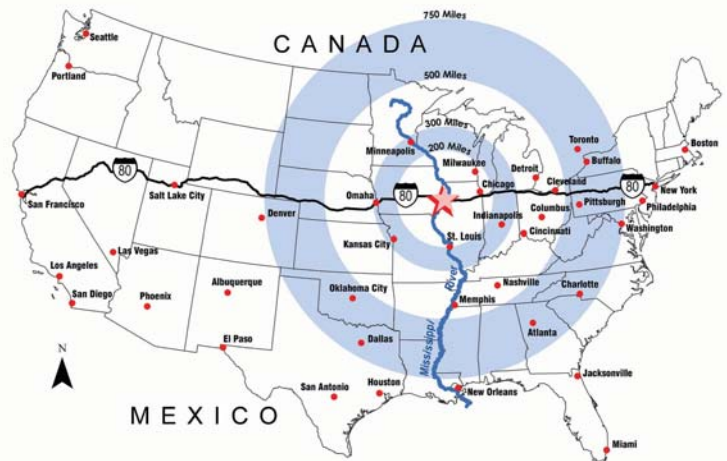 750 Miles
CANADA
Seattle
Portland
500 Miles
300 Miles
200 Miles
Minneapolis
Milwaukee
Toronto
Buffalo
Boston
Detroit
Cleveland
80
Salt Lake City
San Francisco
Omaha
80
Chicago
80
New York
Denver
Indianapolis
Columbus
Pittsburgh
Philadelphia
Kansas City
St. Louis
Cincinnati
Washington
Las Vegas
Los Angeles
San Diego
Phoenix
Albuquerque
Oklahoma City
River
Nashville
Memphis
Charlotte
El Paso
Dallas
Mississippi
Atlanta
N
San Antonio
Houston
New Orleans
Jacksonville
MEXICO
Miami